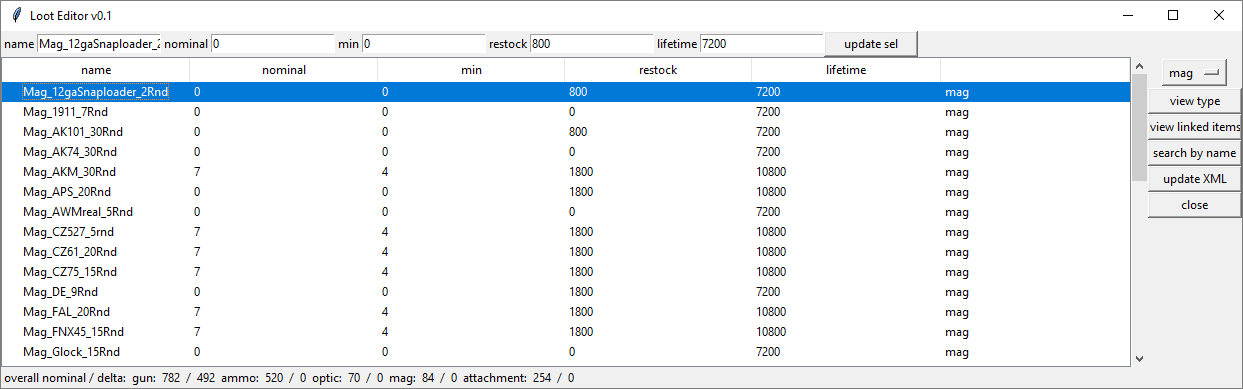 Loot Editor v0.1
name Mag_12gaSnaploader_2 nominal 0 min 0 restock 800 lifetime 7200 update sel
name nominal min restock lifetime
Mag_12gaSnaploader_2Rnd 0 0 800 7200 mag
Mag_1911_7Rnd 0 0 0 7200 mag
Mag_AK101_30Rnd 0 0 800 7200 mag
Mag_AK74_30Rnd 0 0 0 7200 mag
Mag_AKM_30Rnd 7 4 1800 10800 mag
Mag_APS_20Rnd 0 0 1800 10800 mag
Mag_AWMreal_5Rnd 0 0 0 7200 mag
Mag_CZ527_5rnd 7 4 1800 10800 mag
Mag_CZ61_20Rnd 7 4 1800 10800 mag
Mag_CZ75_15Rnd 7 4 1800 10800 mag
Mag_DE_9Rnd 0 0 1800 7200 mag
Mag_FAL_20Rnd 7 4 1800 10800 mag
Mag_FNX45_15Rnd 7 4 1800 10800 mag
Mag_Glock_15Rnd 0 0 0 7200 mag
mag
view type
view linked items
search by name
update XML
close
overall nominal / delta: gun: 782 / 492 ammo: 520 / 0 optic: 70 / 0 mag: 84 / 0 attachment: 254 / 0